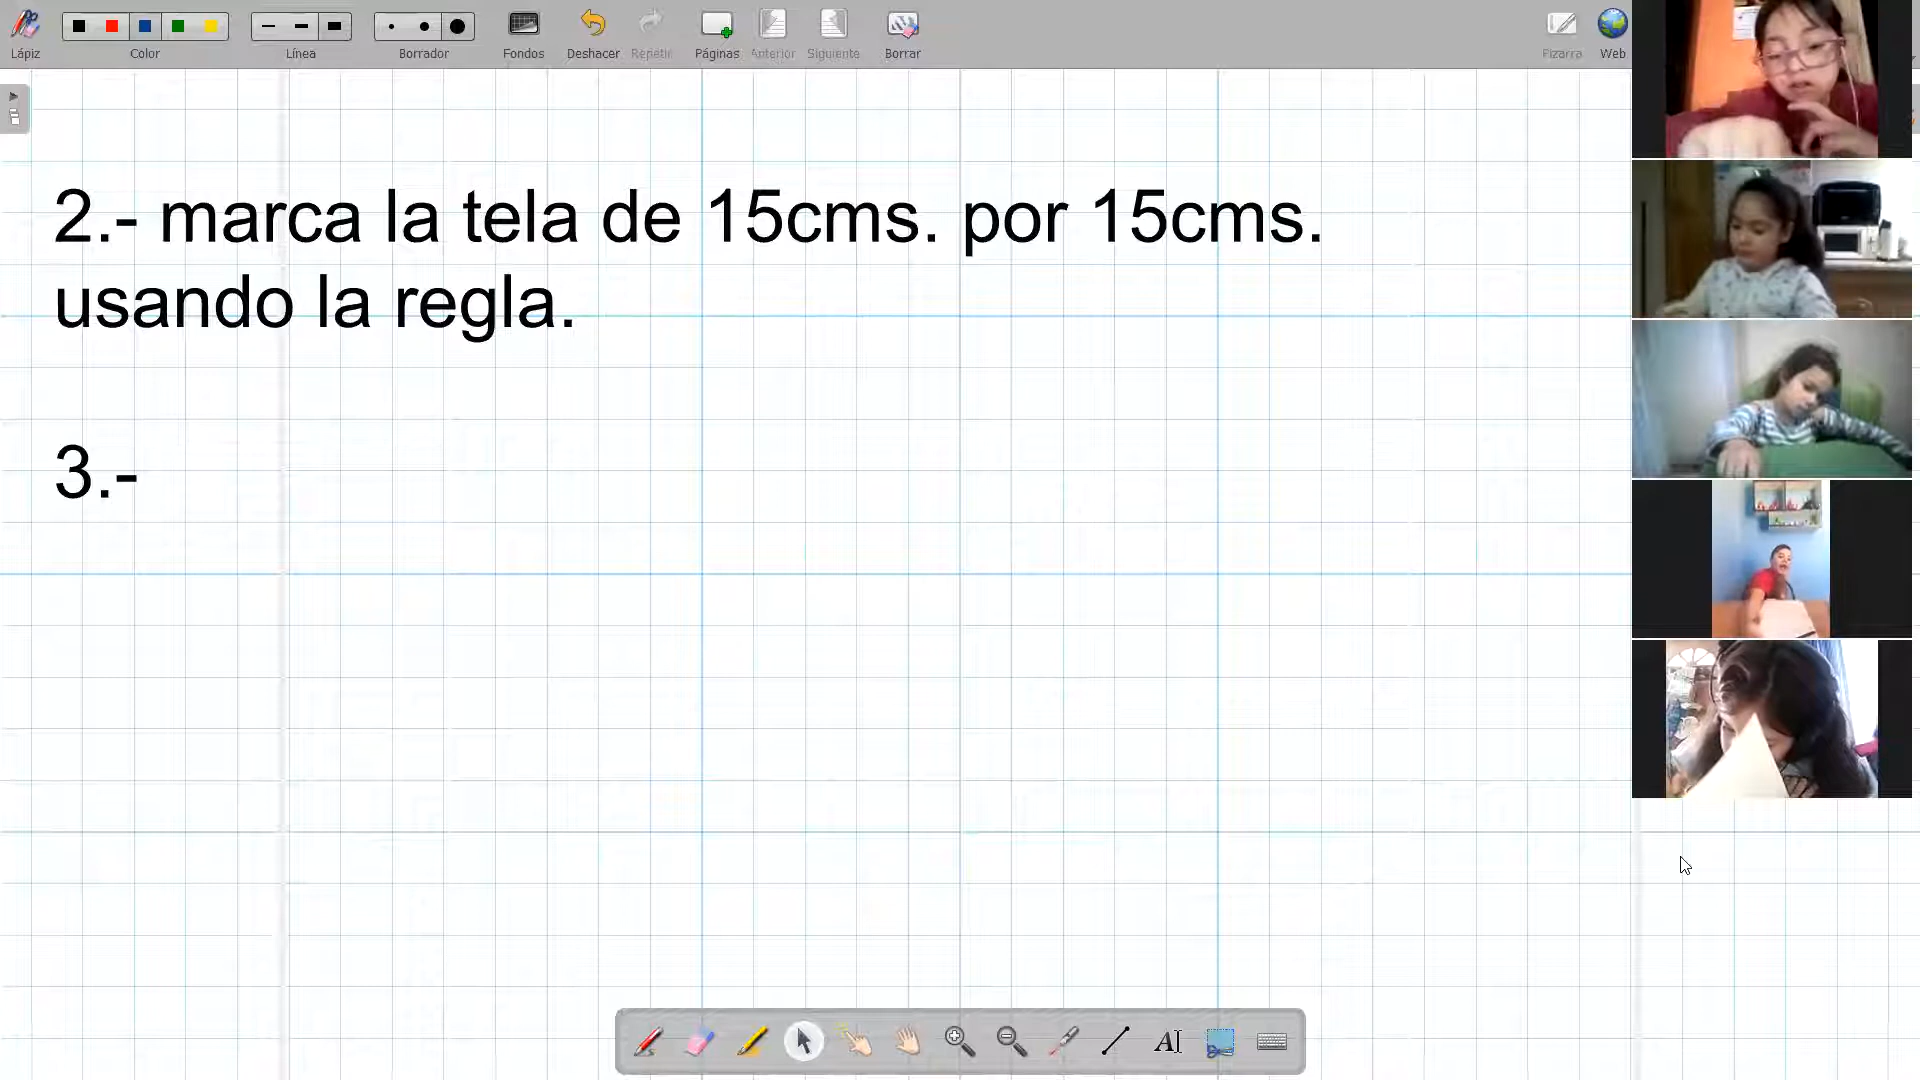 Lápiz
Color
Línea
Borrador
Fondos
Deshacer
Repetir
Páginas
Anterior
Siguiente
Borrar
Pizarra
Web
2.- marca la tela de 15cms. por 15cms.
usando la regla.
3.-
AI